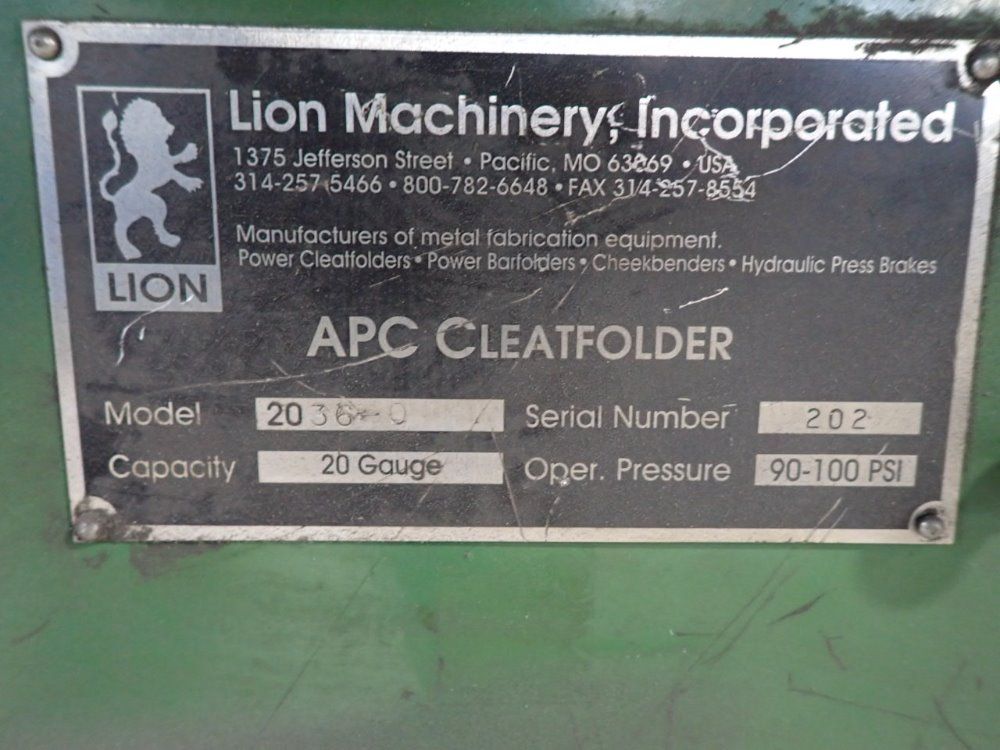 LION
Lion Machinery, Incorporated
1375 Jefferson Street • Pacific, MO 63069 • USA
314-257-5466 • 800-782-6648 • FAX 314-257-8554
Manufacturers of metal fabrication equipment.
Power Cleatfolders • Power Barfolders • Cheekbenders • Hydraulic Press Brakes
APC CLEATFOLDER
Model 2036-0 Serial Number 202
Capacity 20 Gauge Oper. Pressure 90-100 PSI